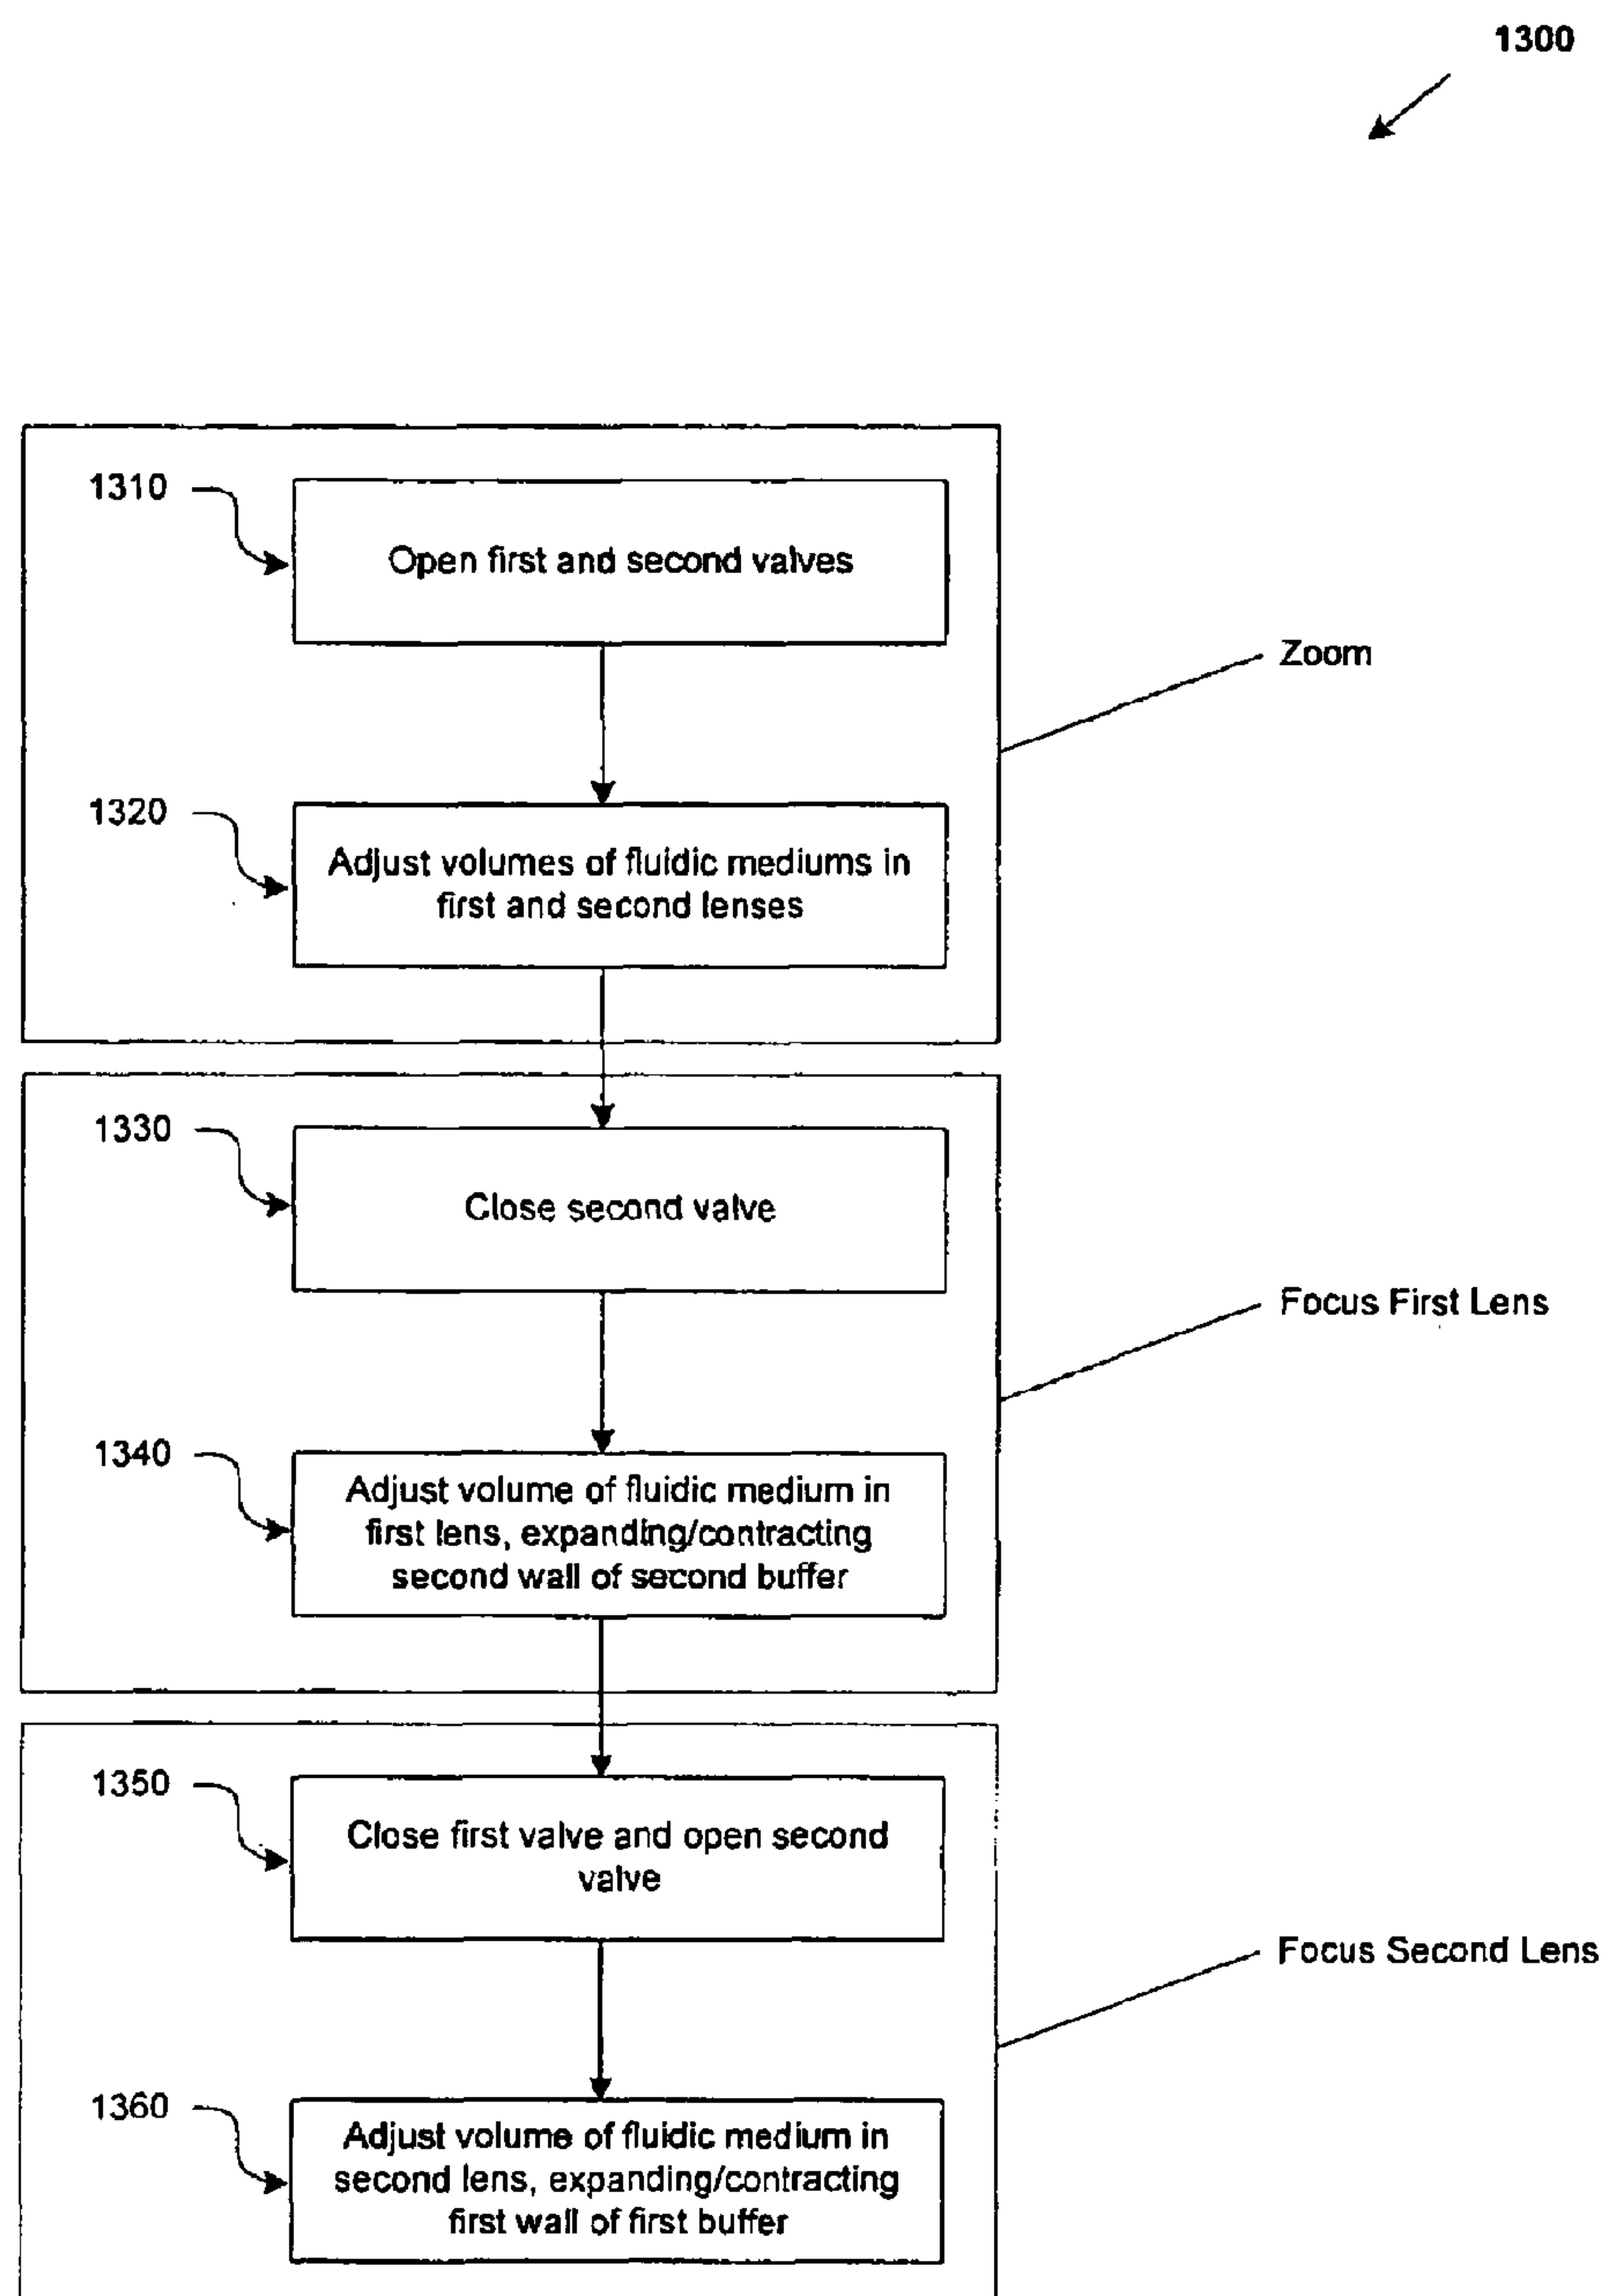 1300
1310
Open first and second valves
Zoom
1320
Adjust volumes of fluidic mediums in
first and second lenses
1330
Close second valve
Focus First Lens
1340
Adjust volume of fluidic medium in
first lens, expanding/contracting
second wall of second buffer
1350
Close first valve and open second
valve
Focus Second Lens
1360
Adjust volume of fluidic medium in
second lens, expanding/contracting
first wall of first buffer